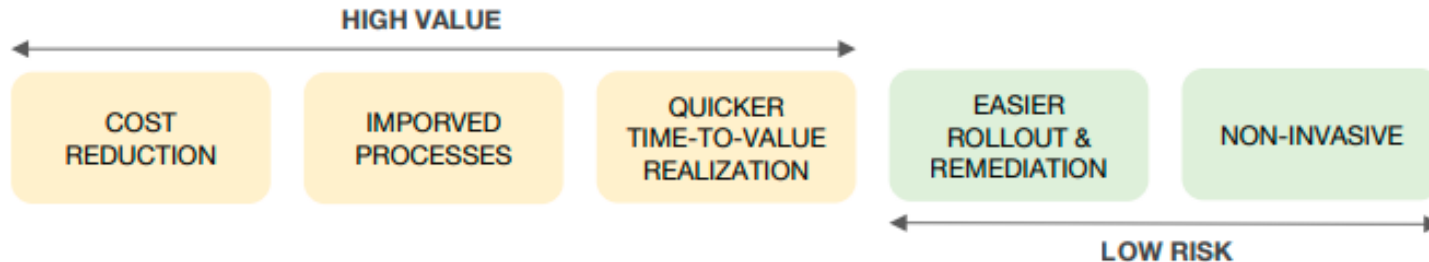 HIGH VALUE
COST
REDUCTION
IMPORVED
PROCESSES
QUICKER
TIME-TO-VALUE
REALIZATION
EASIER
ROLLOUT &
REMEDIATION
NON-INVASIVE
LOW RISK